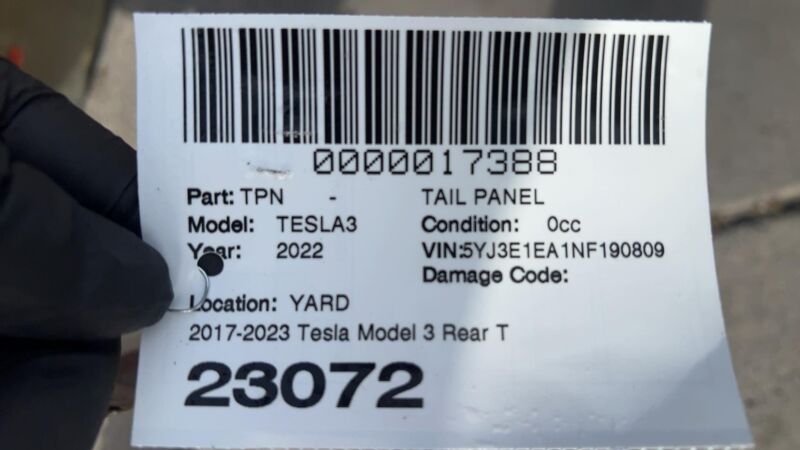 0000017388
Part: TPN - TAIL PANEL
Model: TESLA3 Condition: 0cc
Year: 2022 VIN:5YJ3E1EA1NF190809
Damage Code:
Location: YARD
2017-2023 Tesla Model 3 Rear T
23072